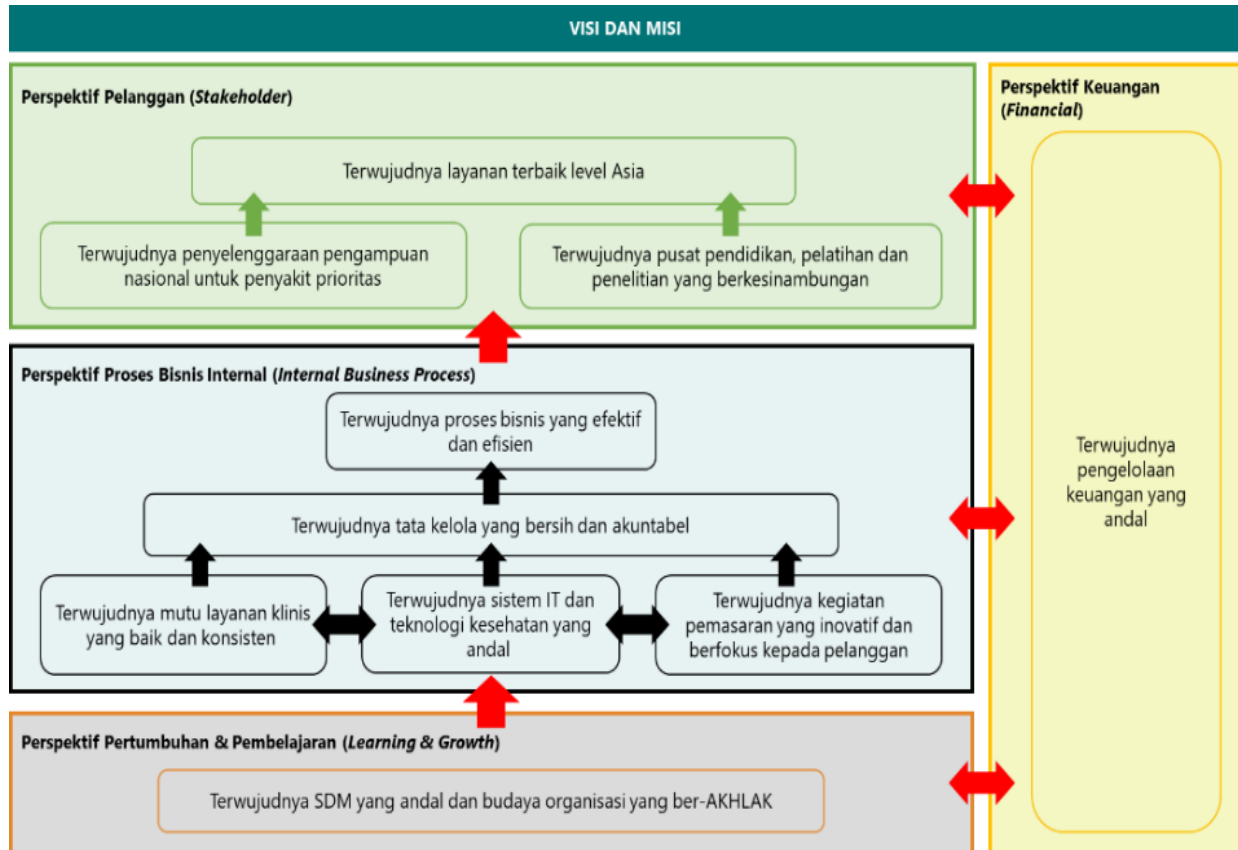 VISI DAN MISI
Perspektif Pelanggan (Stakeholder)
Terwujudnya layanan terbaik level Asia
Terwujudnya penyelenggaraan pengampuan
nasional untuk penyakit prioritas
Terwujudnya pusat pendidikan, pelatihan dan
penelitian yang berkesinambungan
Perspektif Proses Bisnis Internal (Internal Business Process)
Terwujudnya proses bisnis yang efektif
dan efisien
Terwujudnya tata kelola yang bersih dan akuntabel
Terwujudnya mutu layanan klinis
yang baik dan konsisten
Terwujudnya sistem IT dan
teknologi kesehatan yang
andal
Terwujudnya kegiatan
pemasaran yang inovatif dan
berfokus kepada pelanggan
Perspektif Pertumbuhan & Pembelajaran (Learning & Growth)
Terwujudnya SDM yang andal dan budaya organisasi yang ber-AKHLAK
Perspektif Keuangan
(Financial)
Terwujudnya
pengelolaan
keuangan yang
andal